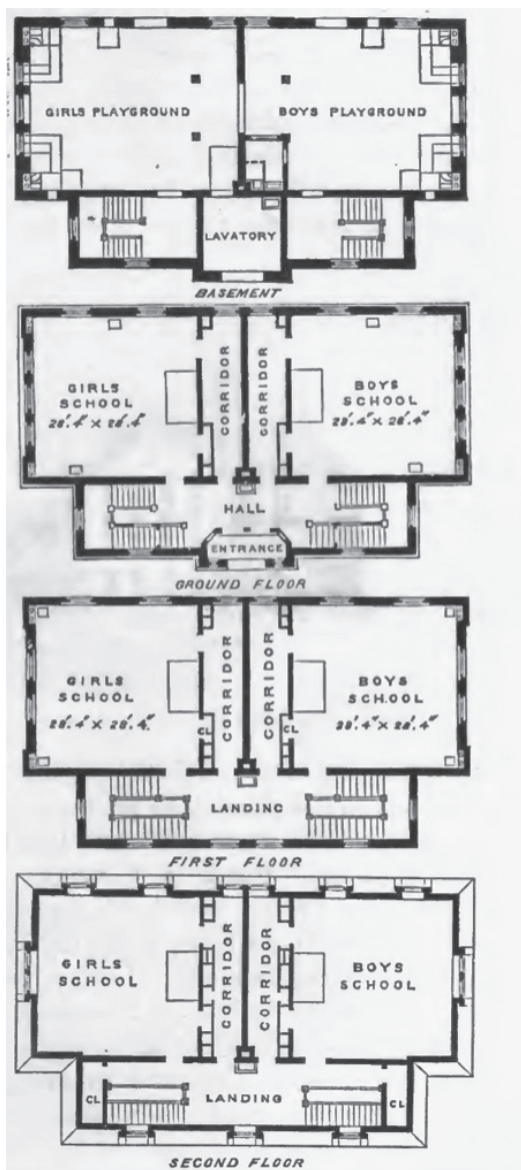 GIRLS PLAYGROUND
BOYS PLAYGROUND
LAVATORY
BASEMENT
GIRLS
SCHOOL
28'.4" × 28'.4"
CORRIDOR
CORRIDOR
BOYS
SCHOOL
28'.4" × 28'.4"
HALL
ENTRANCE
GROUND FLOOR
GIRLS
SCHOOL
28'.4" × 28'.4"
CL
CORRIDOR
CORRIDOR
CL
BOYS
SCHOOL
28'.4" × 28'.4"
LANDING
FIRST FLOOR
GIRLS
SCHOOL
CORRIDOR
CORRIDOR
BOYS
SCHOOL
CL
LANDING
CL
SECOND FLOOR